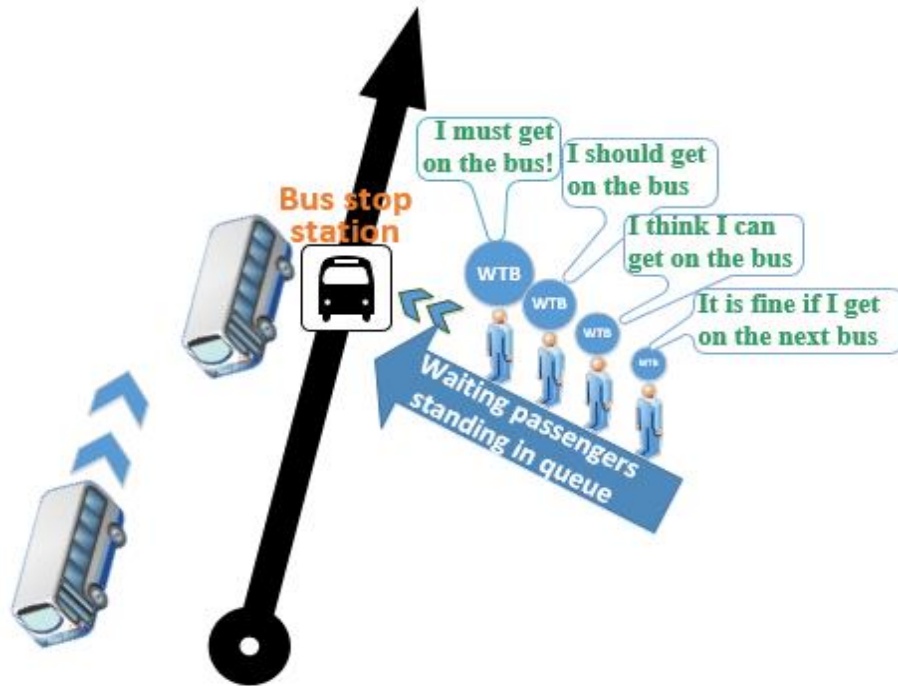 I must get
on the bus!
I should get
on the bus
I think I can
get on the bus
It is fine if I get
on the next bus
Bus stop
station
WTB
WTB
WTB
WTB
Waiting passengers
standing in queue